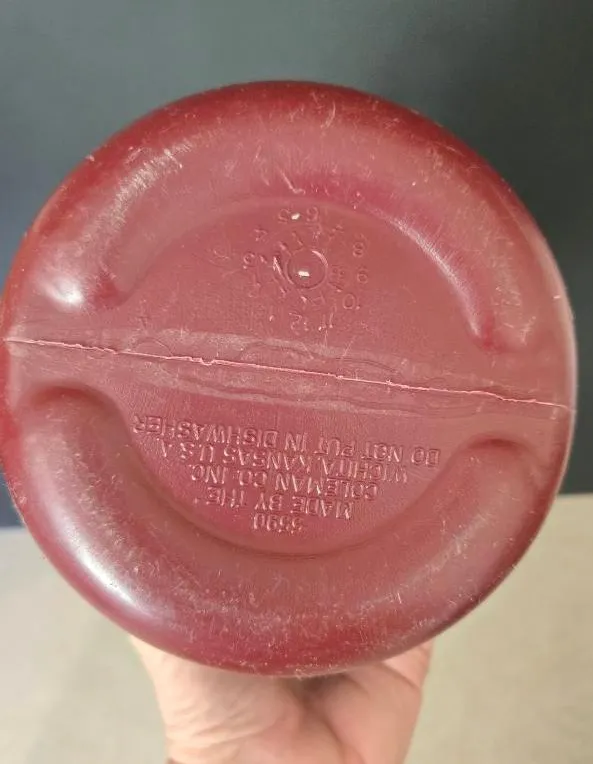 5590
MADE BY THE
COLEMAN CO. INC.
WICHITA, KANSAS U.S.A.
DO NOT PUT IN DISHWASHER